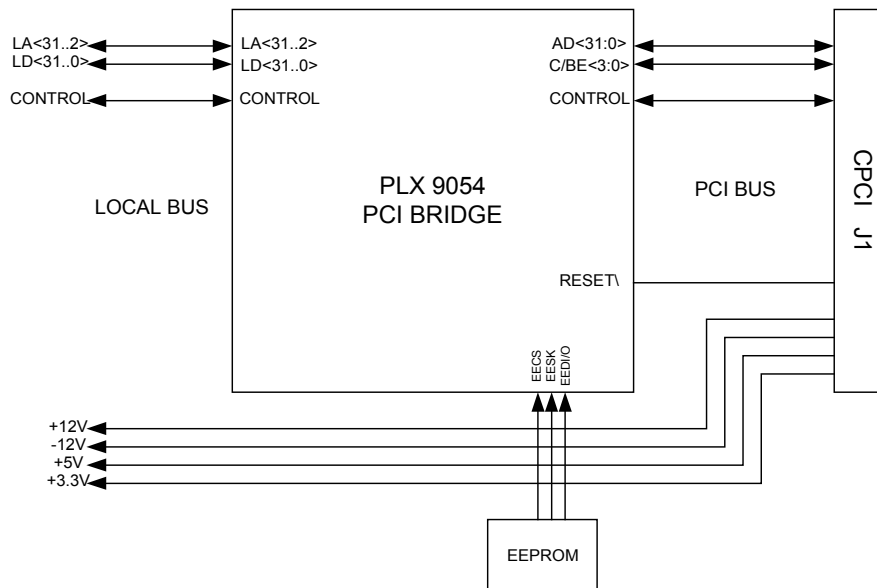 LA<31..2>
LD<31..0>
CONTROL
LA<31..2>
LD<31..0>
CONTROL
AD<31:0>
C/BE<3:0>
CONTROL
LOCAL BUS
PLX 9054
PCI BRIDGE
PCI BUS
CPCI J1
RESET\
EECS
EESK
EEDI/O
+12V
-12V
+5V
+3.3V
EEPROM